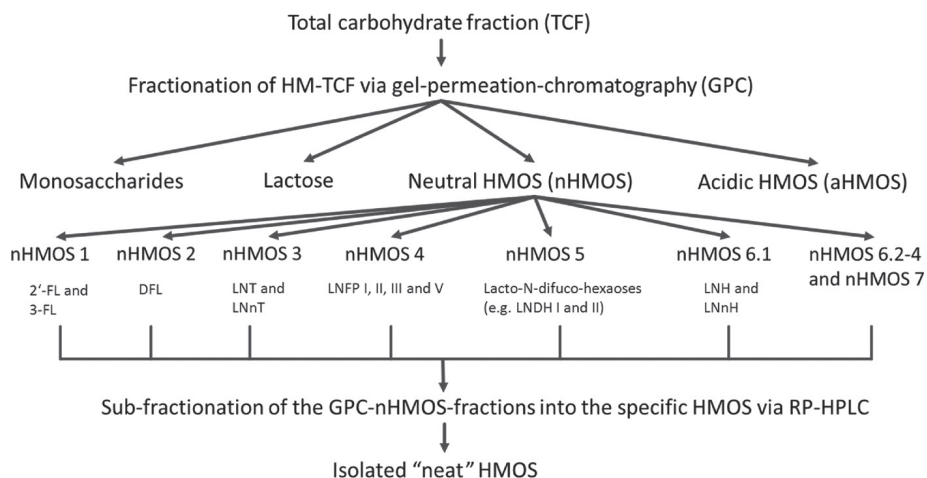 Total carbohydrate fraction (TCF)
Fractionation of HM-TCF via gel-permeation-chromatography (GPC)
Monosaccharides
Lactose
Neutral HMOS (nHMOS)
Acidic HMOS (aHMOS)
nHMOS 1
nHMOS 2
nHMOS 3
nHMOS 4
nHMOS 5
nHMOS 6.1
nHMOS 6.2-4
and nHMOS 7
2‘-FL and
3-FL
DFL
LNT and
LNnT
LNFP I, II, III and V
Lacto-N-difuco-hexaoses
(e.g. LNDH I and II)
LNH and
LNnH
Sub-fractionation of the GPC-nHMOS-fractions into the specific HMOS via RP-HPLC
Isolated “neat” HMOS